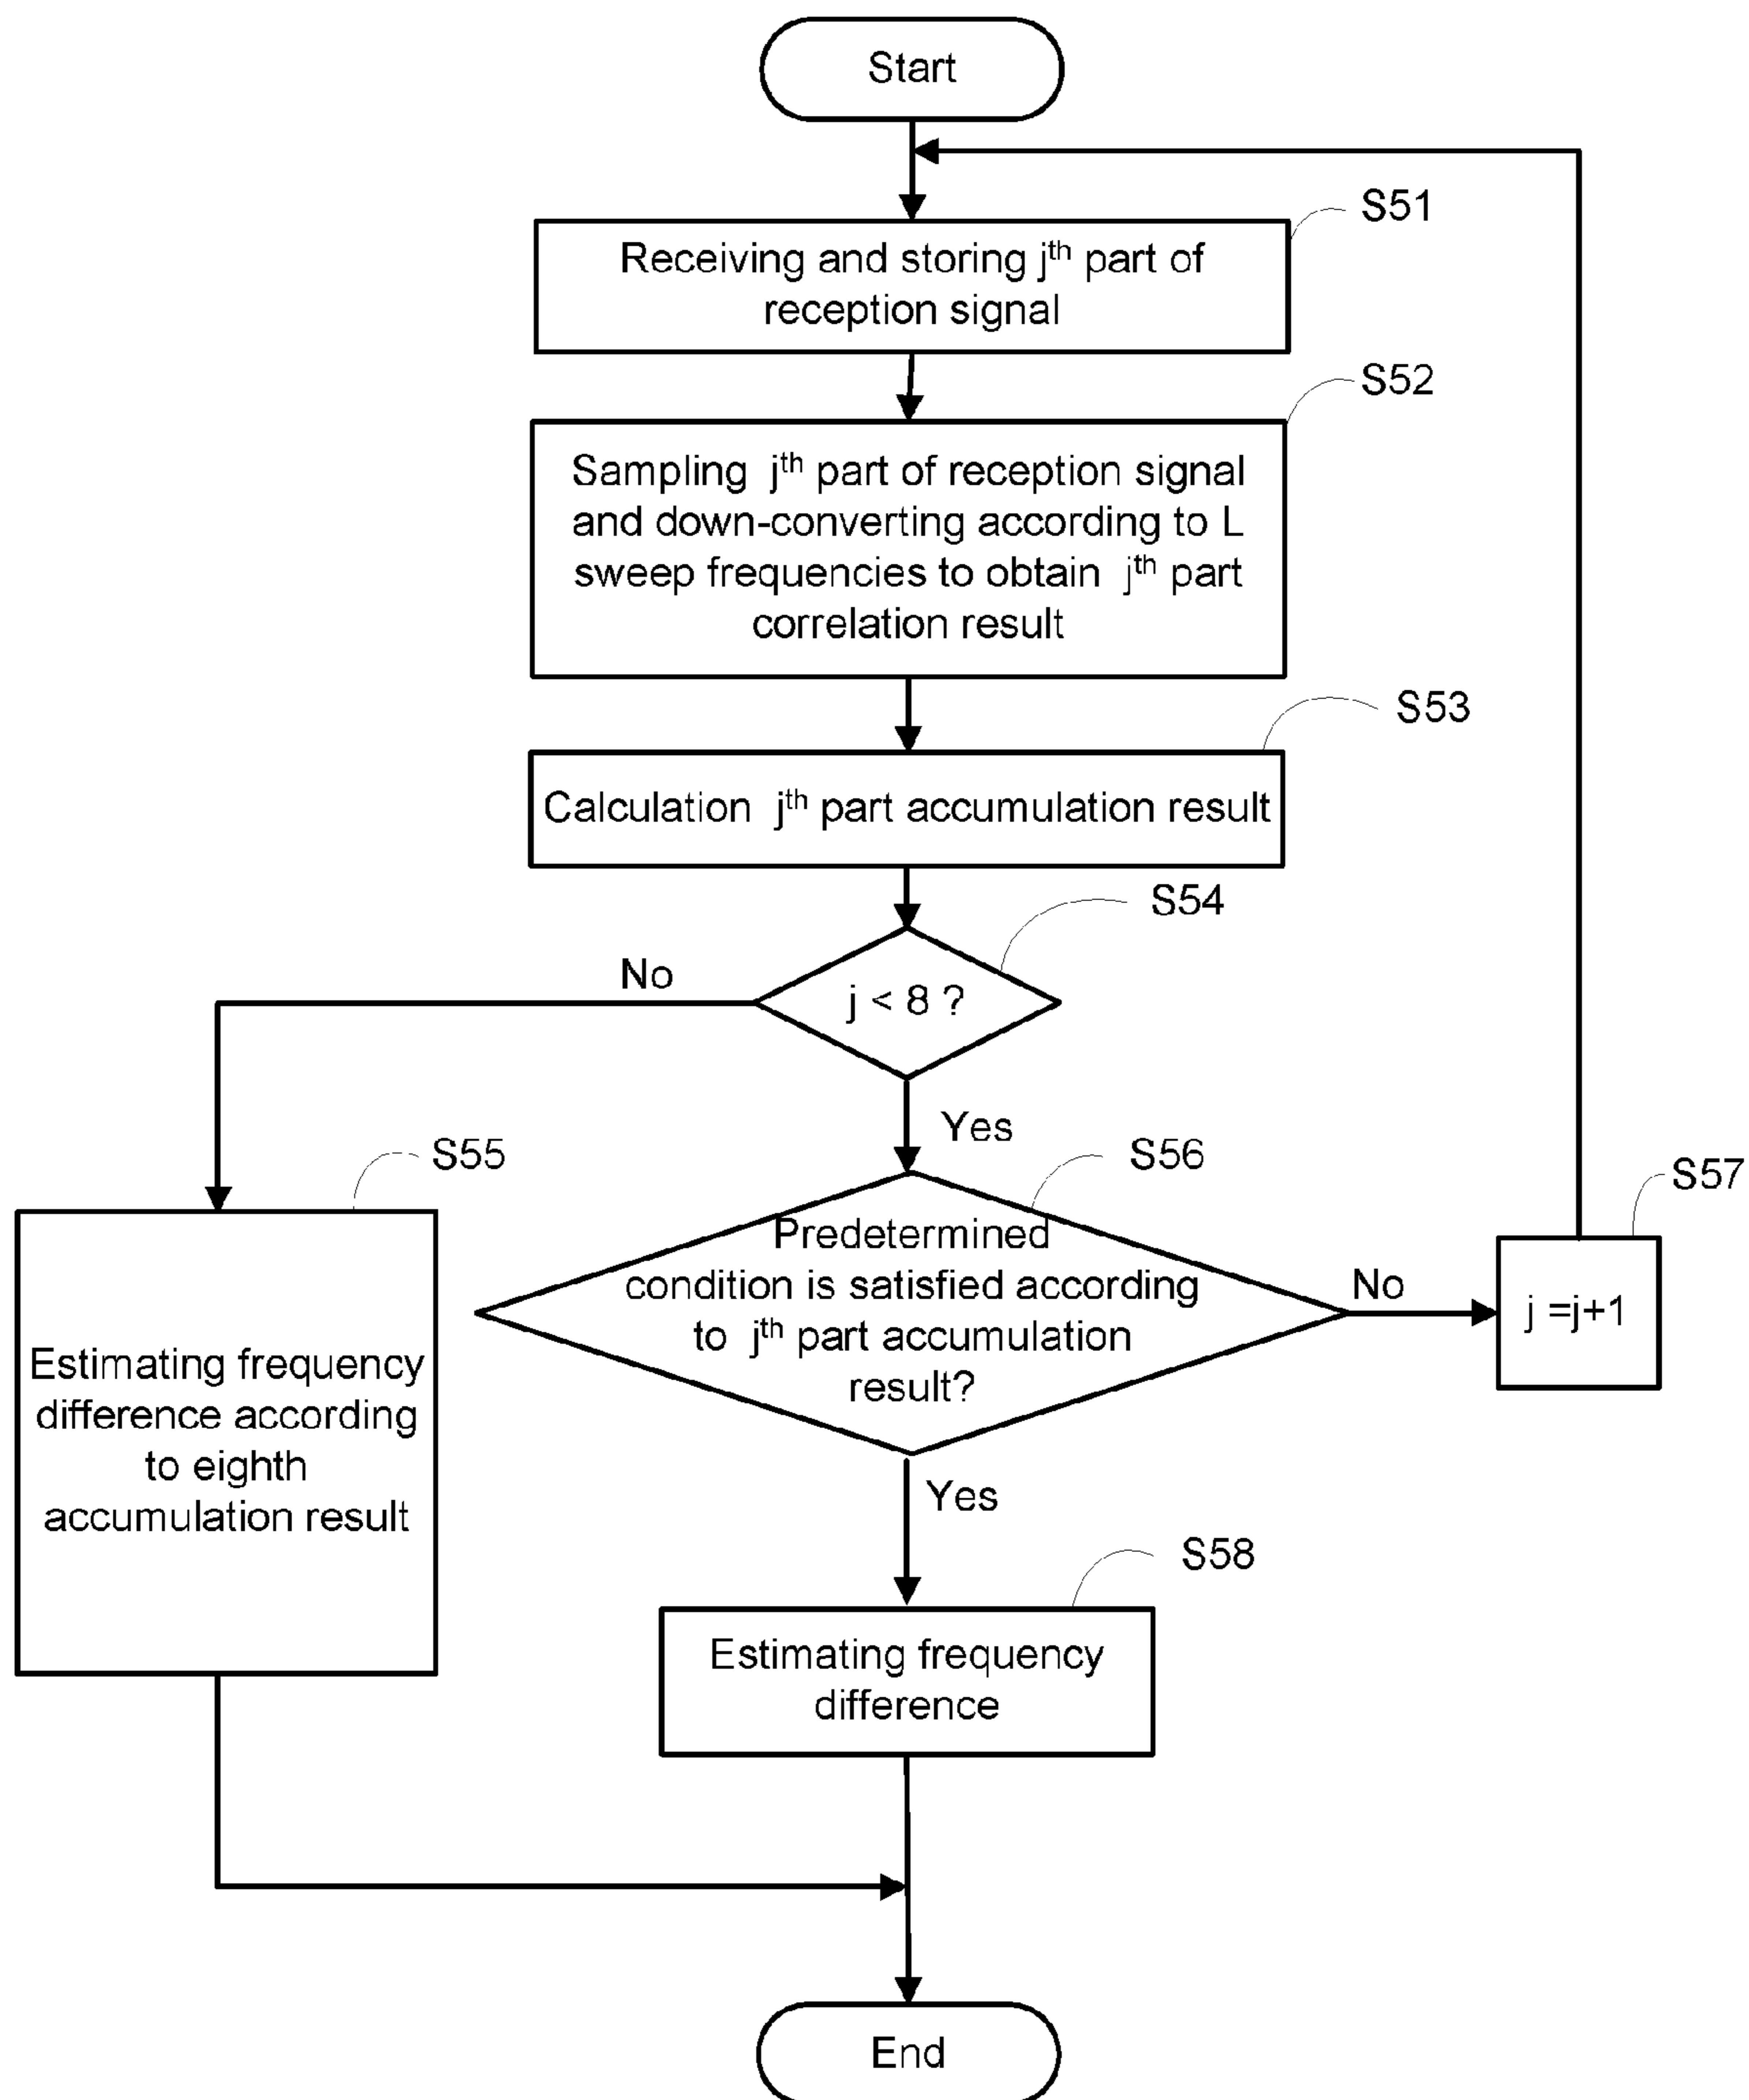 Start
S51
Receiving and storing jth part of
reception signal
S52
Sampling jth part of reception signal
and down-converting according to L
sweep frequencies to obtain jth part
correlation result
S53
Calculation jth part accumulation result
S54
j < 8 ?
No
Yes
S55
Estimating frequency
difference according
to eighth
accumulation result
S56
Predetermined
condition is satisfied according
to jth part accumulation
result?
No
S57
j =j+1
Yes
S58
Estimating frequency
difference
End